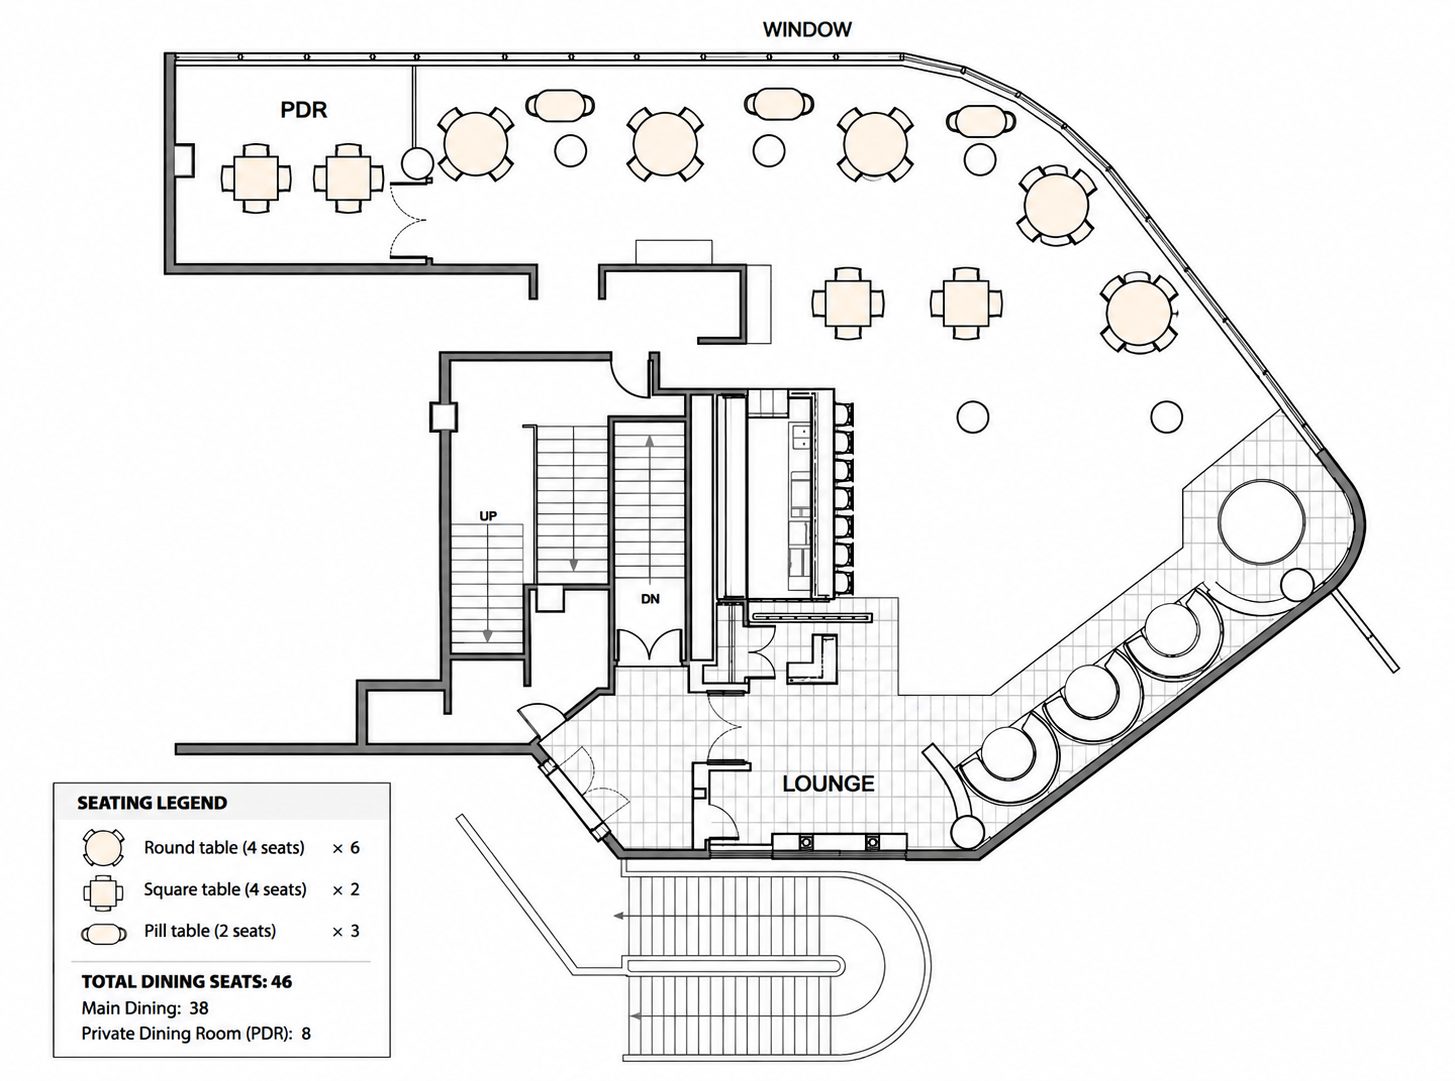 WINDOW
PDR
UP
DN
LOUNGE
SEATING LEGEND
Round table (4 seats) × 6
Square table (4 seats) × 2
Pill table (2 seats) × 3
TOTAL DINING SEATS: 46
Main Dining: 38
Private Dining Room (PDR): 8